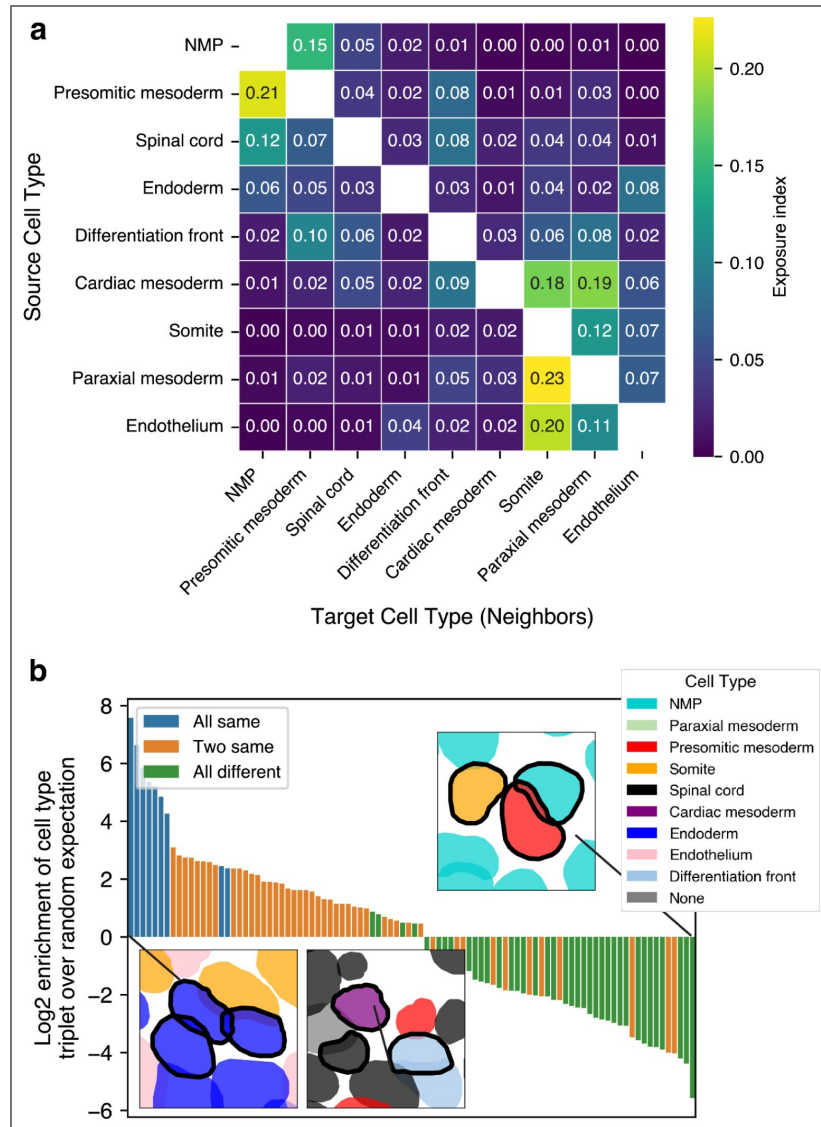 a
NMP
0.15 0.05 0.02 0.01 0.00 0.00 0.01 0.00
Presomitic mesoderm
0.21 0.04 0.02 0.08 0.01 0.01 0.03 0.00
Spinal cord
0.12 0.07 0.03 0.08 0.02 0.04 0.04 0.01
Endoderm
0.06 0.05 0.03 0.03 0.01 0.04 0.02 0.08
Differentiation front
0.02 0.10 0.06 0.02 0.03 0.06 0.08 0.02
Cardiac mesoderm
0.01 0.02 0.05 0.02 0.09 0.18 0.19 0.06
Somite
0.00 0.00 0.01 0.01 0.02 0.02 0.12 0.07
Paraxial mesoderm
0.01 0.02 0.01 0.01 0.05 0.03 0.23 0.07
Endothelium
0.00 0.00 0.01 0.04 0.02 0.02 0.20 0.11
Source Cell Type
NMP
Presomitic mesoderm
Spinal cord
Endoderm
Differentiation front
Cardiac mesoderm
Somite
Paraxial mesoderm
Endothelium
Target Cell Type (Neighbors)
0.20
0.15
0.10
0.05
0.00
Exposure index
b
Log2 enrichment of cell type
triplet over random expectation
8
6
4
2
0
−2
−4
−6
All same
Two same
All different
Cell Type
NMP
Paraxial mesoderm
Presomitic mesoderm
Somite
Spinal cord
Cardiac mesoderm
Endoderm
Endothelium
Differentiation front
None